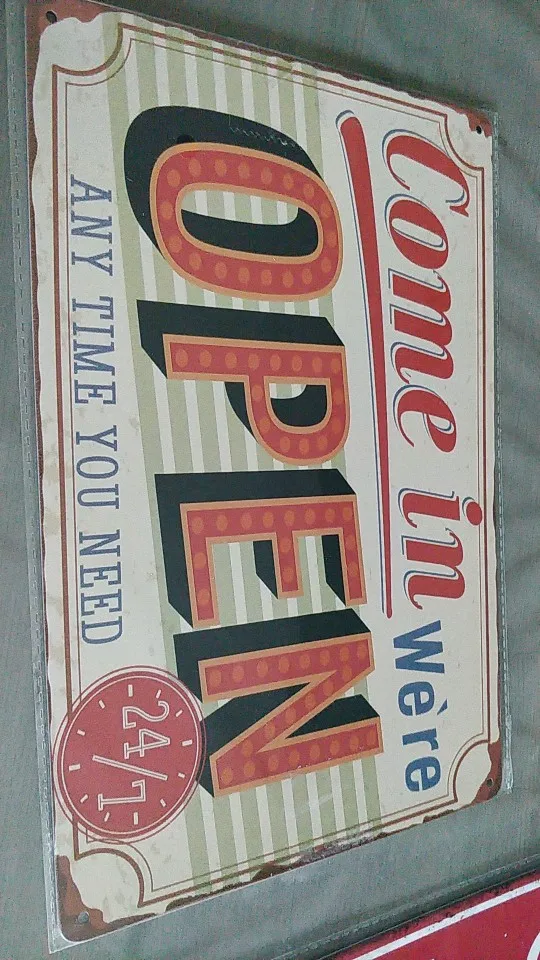 Come in We're
OPEN
ANY TIME YOU NEED
24/7